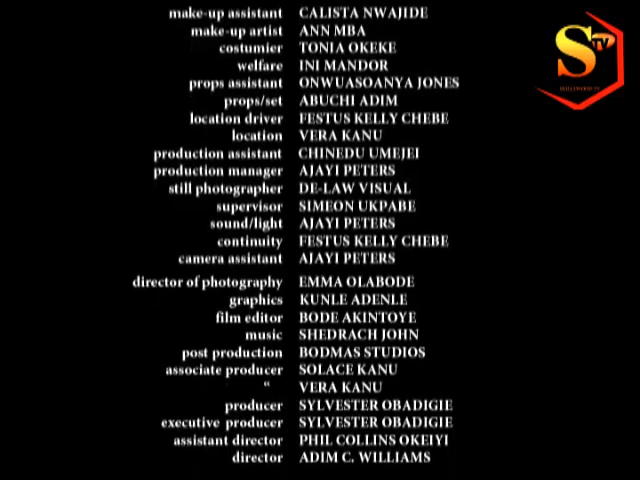 make-up assistant CALISTA NWAJIDE
make-up artist ANN MBA
costumier TONIA OKEKE
welfare INI MANDOR
props assistant ONWUASOANYA JONES
props/set ABUCHI ADIM
location driver FESTUS KELLY CHEBE
location VERA KANU
production assistant CHINEDU UMEJEI
production manager AJAYI PETERS
still photographer DE-LAW VISUAL
supervisor SIMEON UKPABE
sound/light AJAYI PETERS
continuity FESTUS KELLY CHEBE
camera assistant AJAYI PETERS
director of photography EMMA OLABODE
graphics KUNLE ADENLE
film editor BODE AKINTOYE
music SHEDRACH JOHN
post production BODMAS STUDIOS
associate producer SOLACE KANU
“ VERA KANU
producer SYLVESTER OBADIGIE
executive producer SYLVESTER OBADIGIE
assistant director PHIL COLLINS OKEIYI
director ADIM C. WILLIAMS
S TV